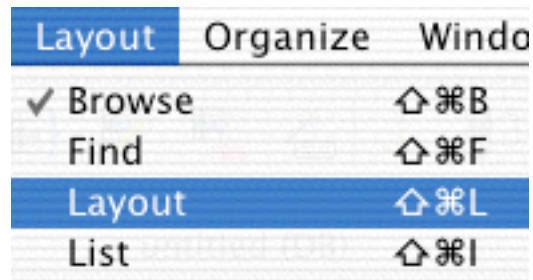 Layout Organize Windo
✓ Browse ⇧⌘B
Find ⇧⌘F
Layout ⇧⌘L
List ⇧⌘I